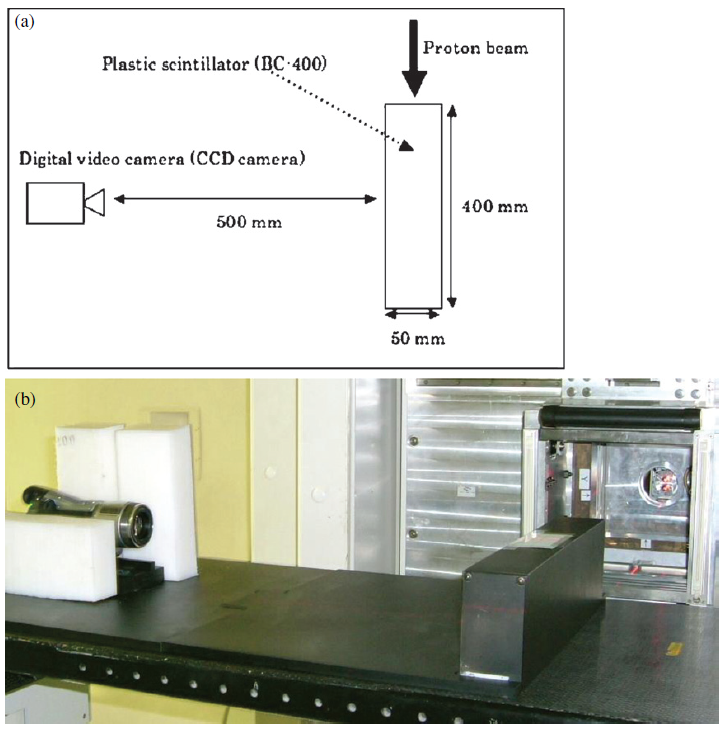 (a)
Proton beam
Plastic scintillator (BC-400)
Digital video camera (CCD camera)
500 mm
400 mm
50 mm
(b)